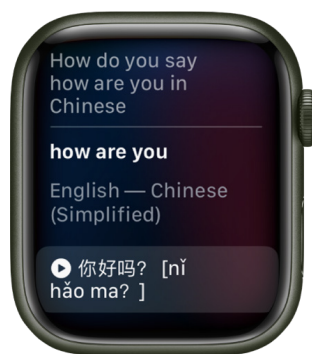 How do you say
how are you in
Chinese
how are you
English — Chinese
(Simplified)
你好吗？ [nǐ
hǎo ma? ]